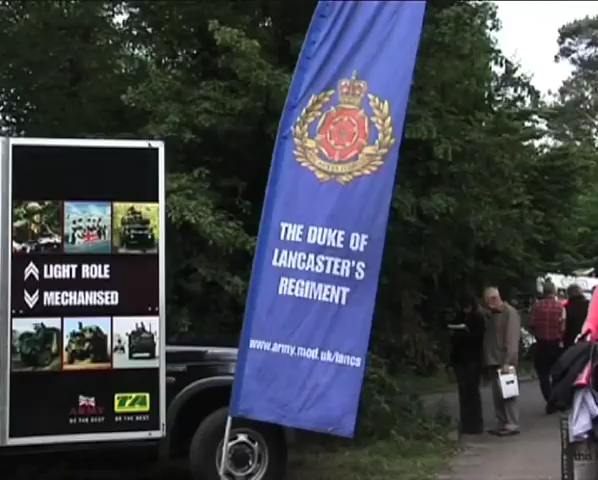 THE DUKE OF
LANCASTER'S
REGIMENT
www.army.mod.uk/lancs
LIGHT ROLE
MECHANISED
ARMY
BE THE BEST
TA
BE THE BEST